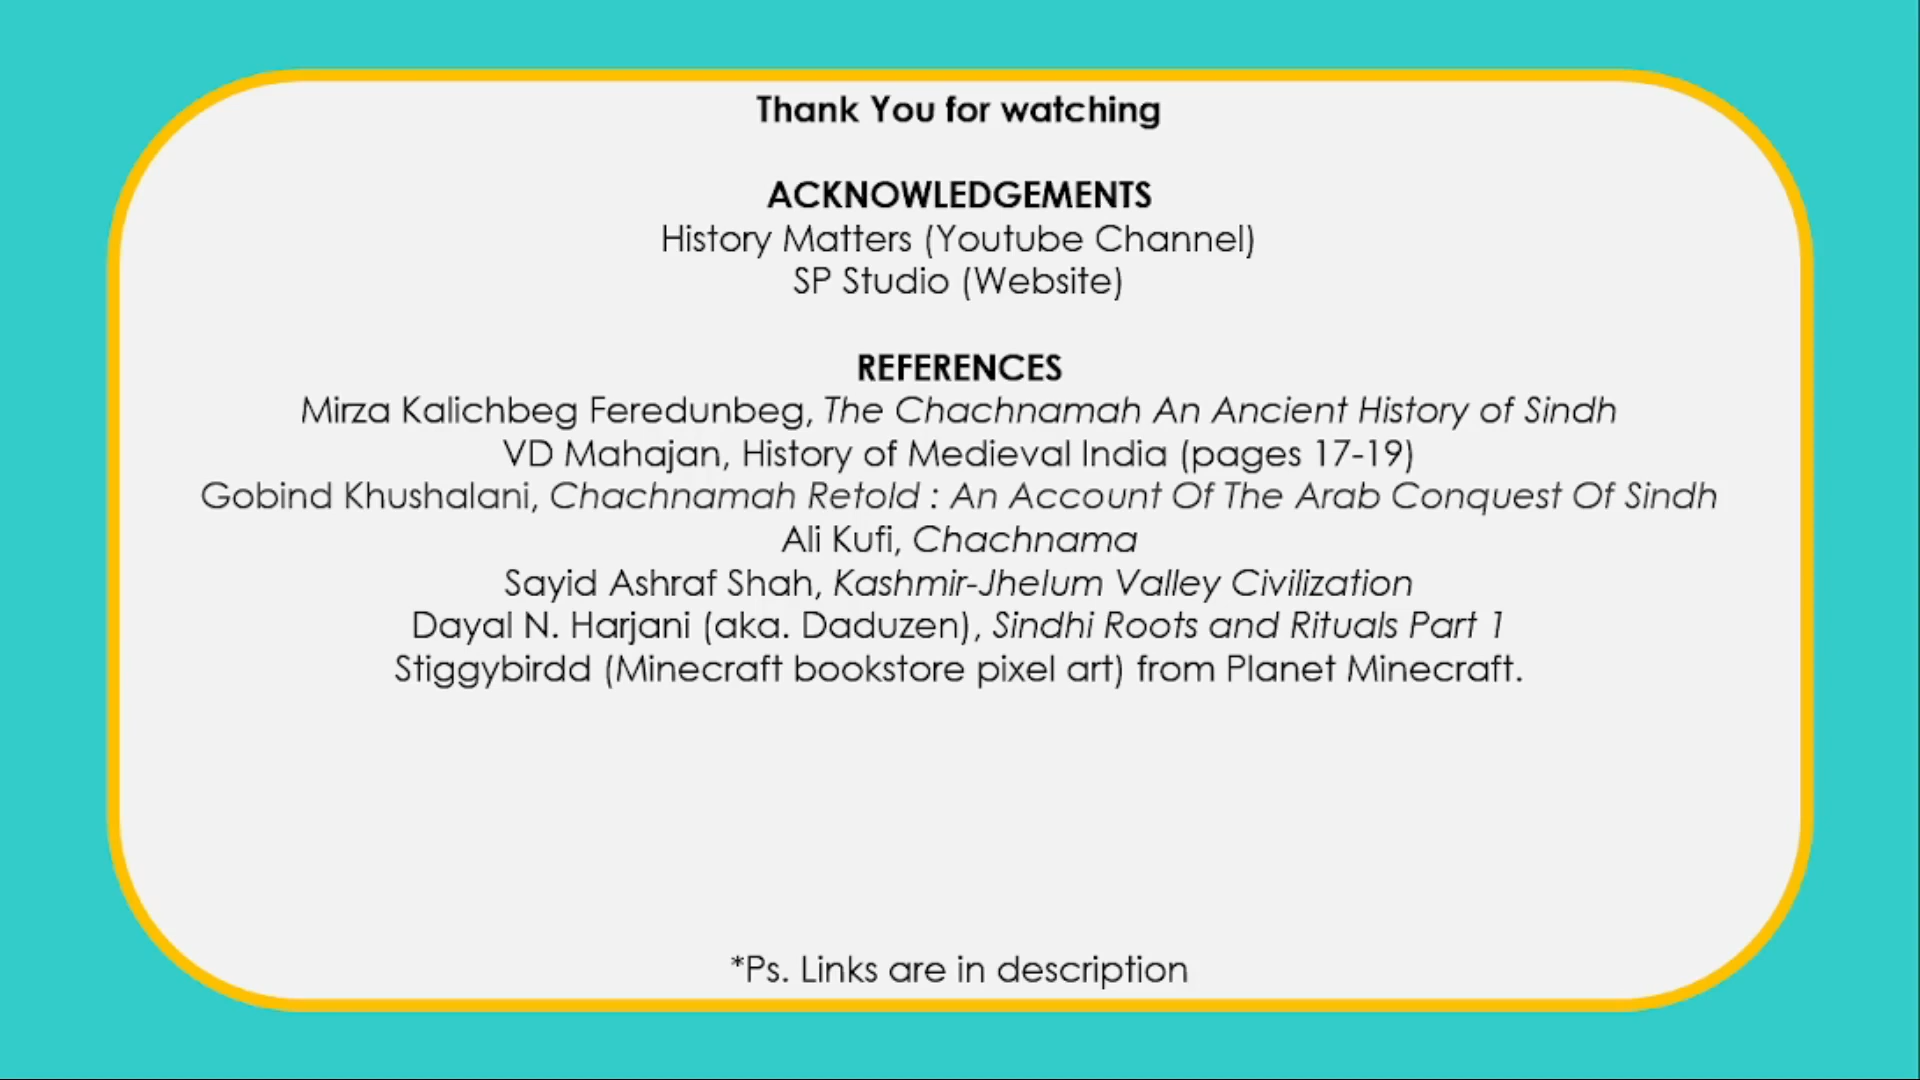 Thank You for watching
ACKNOWLEDGEMENTS
History Matters (Youtube Channel)
SP Studio (Website)
REFERENCES
Mirza Kalichbeg Feredunbeg, The Chachnamah An Ancient History of Sindh
VD Mahajan, History of Medieval India (pages 17-19)
Gobind Khushalani, Chachnamah Retold : An Account Of The Arab Conquest Of Sindh
Ali Kufi, Chachnama
Sayid Ashraf Shah, Kashmir-Jhelum Valley Civilization
Dayal N. Harjani (aka. Daduzen), Sindhi Roots and Rituals Part 1
Stiggybirdd (Minecraft bookstore pixel art) from Planet Minecraft.
*Ps. Links are in description